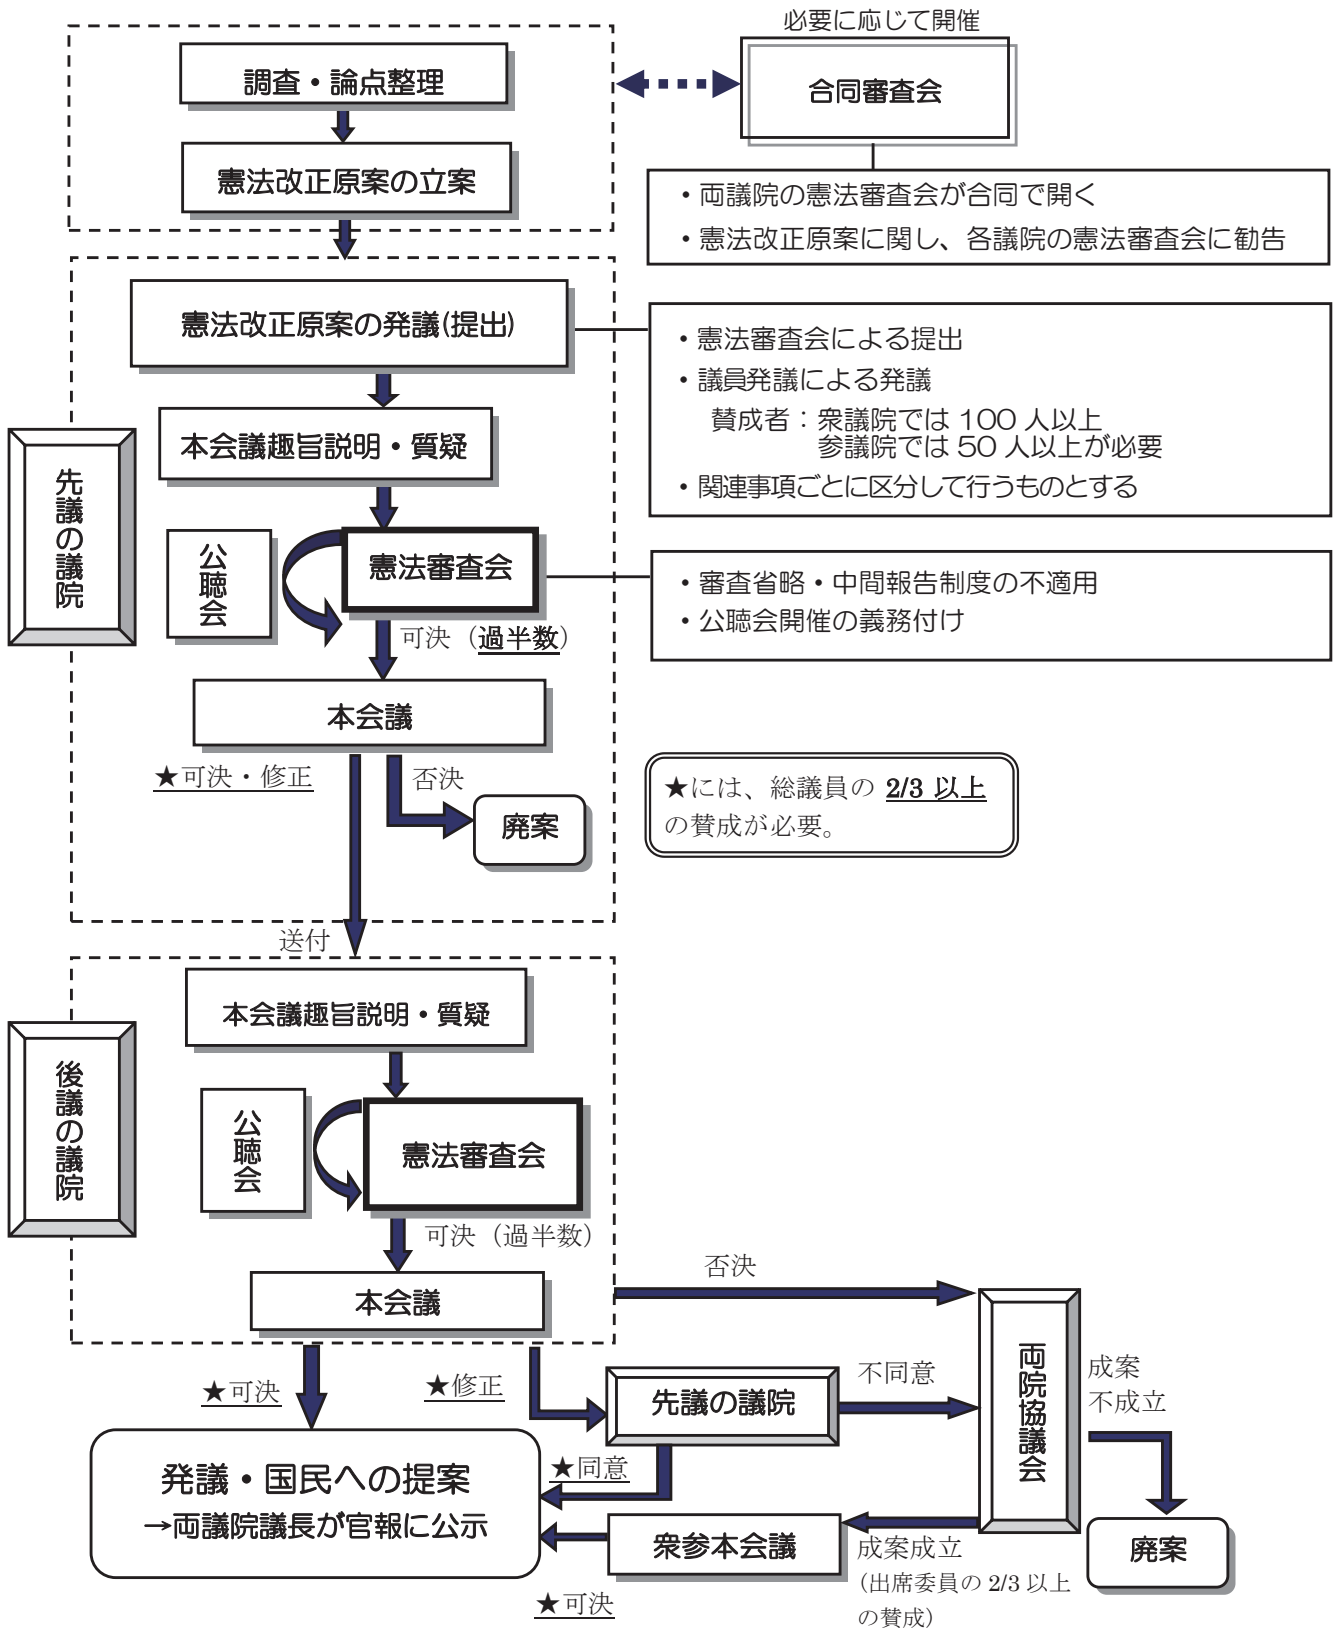 必要に応じて開催
調査・論点整理
合同審査会
憲法改正原案の立案
・両議院の憲法審査会が合同で開く
・憲法改正原案に関し、各議院の憲法審査会に勧告
憲法改正原案の発議(提出)
・憲法審査会による提出
・議員発議による発議
賛成者：衆議院では 100 人以上
参議院では 50 人以上が必要
・関連事項ごとに区分して行うものとする
本会議趣旨説明・質疑
先議の議院
公聴会
憲法審査会
・審査省略・中間報告制度の不適用
・公聴会開催の義務付け
可決（過半数）
本会議
★可決・修正
否決
廃案
★には、総議員の 2/3 以上
の賛成が必要。
送付
本会議趣旨説明・質疑
後議の議院
公聴会
憲法審査会
可決（過半数）
本会議
否決
★可決
★修正
先議の議院
不同意
両院協議会
成案
不成立
廃案
★同意
発議・国民への提案
→両議院議長が官報に公示
衆参本会議
成案成立
（出席委員の 2/3 以上
の賛成）
★可決